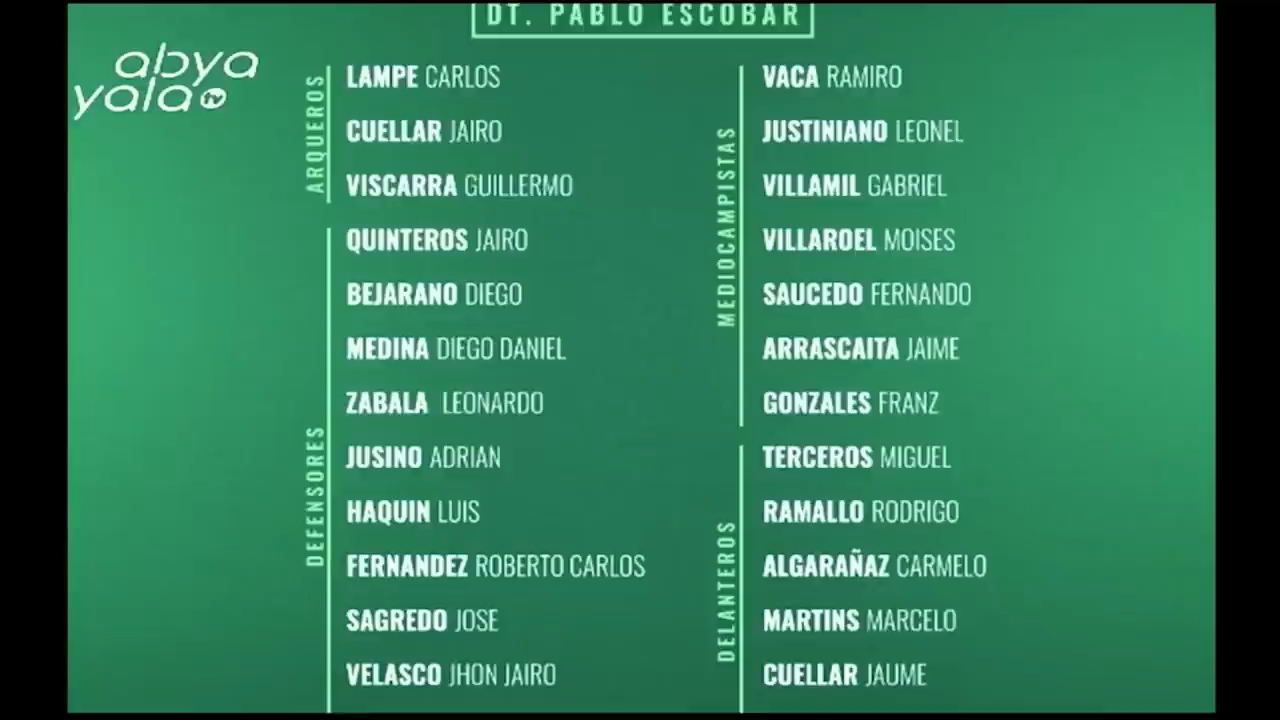 DT. PABLO ESCOBAR
abya
yala tv
ARQUEROS
LAMPE CARLOS
CUELLAR JAIRO
VISCARRA GUILLERMO
DEFENSORES
QUINTEROS JAIRO
BEJARANO DIEGO
MEDINA DIEGO DANIEL
ZABALA LEONARDO
JUSINO ADRIAN
HAQUIN LUIS
FERNANDEZ ROBERTO CARLOS
SAGREDO JOSE
VELASCO JHON JAIRO
MEDIOCAMPISTAS
VACA RAMIRO
JUSTINIANO LEONEL
VILLAMIL GABRIEL
VILLAROEL MOISES
SAUCEDO FERNANDO
ARRASCAITA JAIME
GONZALES FRANZ
DELANTEROS
TERCEROS MIGUEL
RAMALLO RODRIGO
ALGARAÑAZ CARMELO
MARTINS MARCELO
CUELLAR JAUME